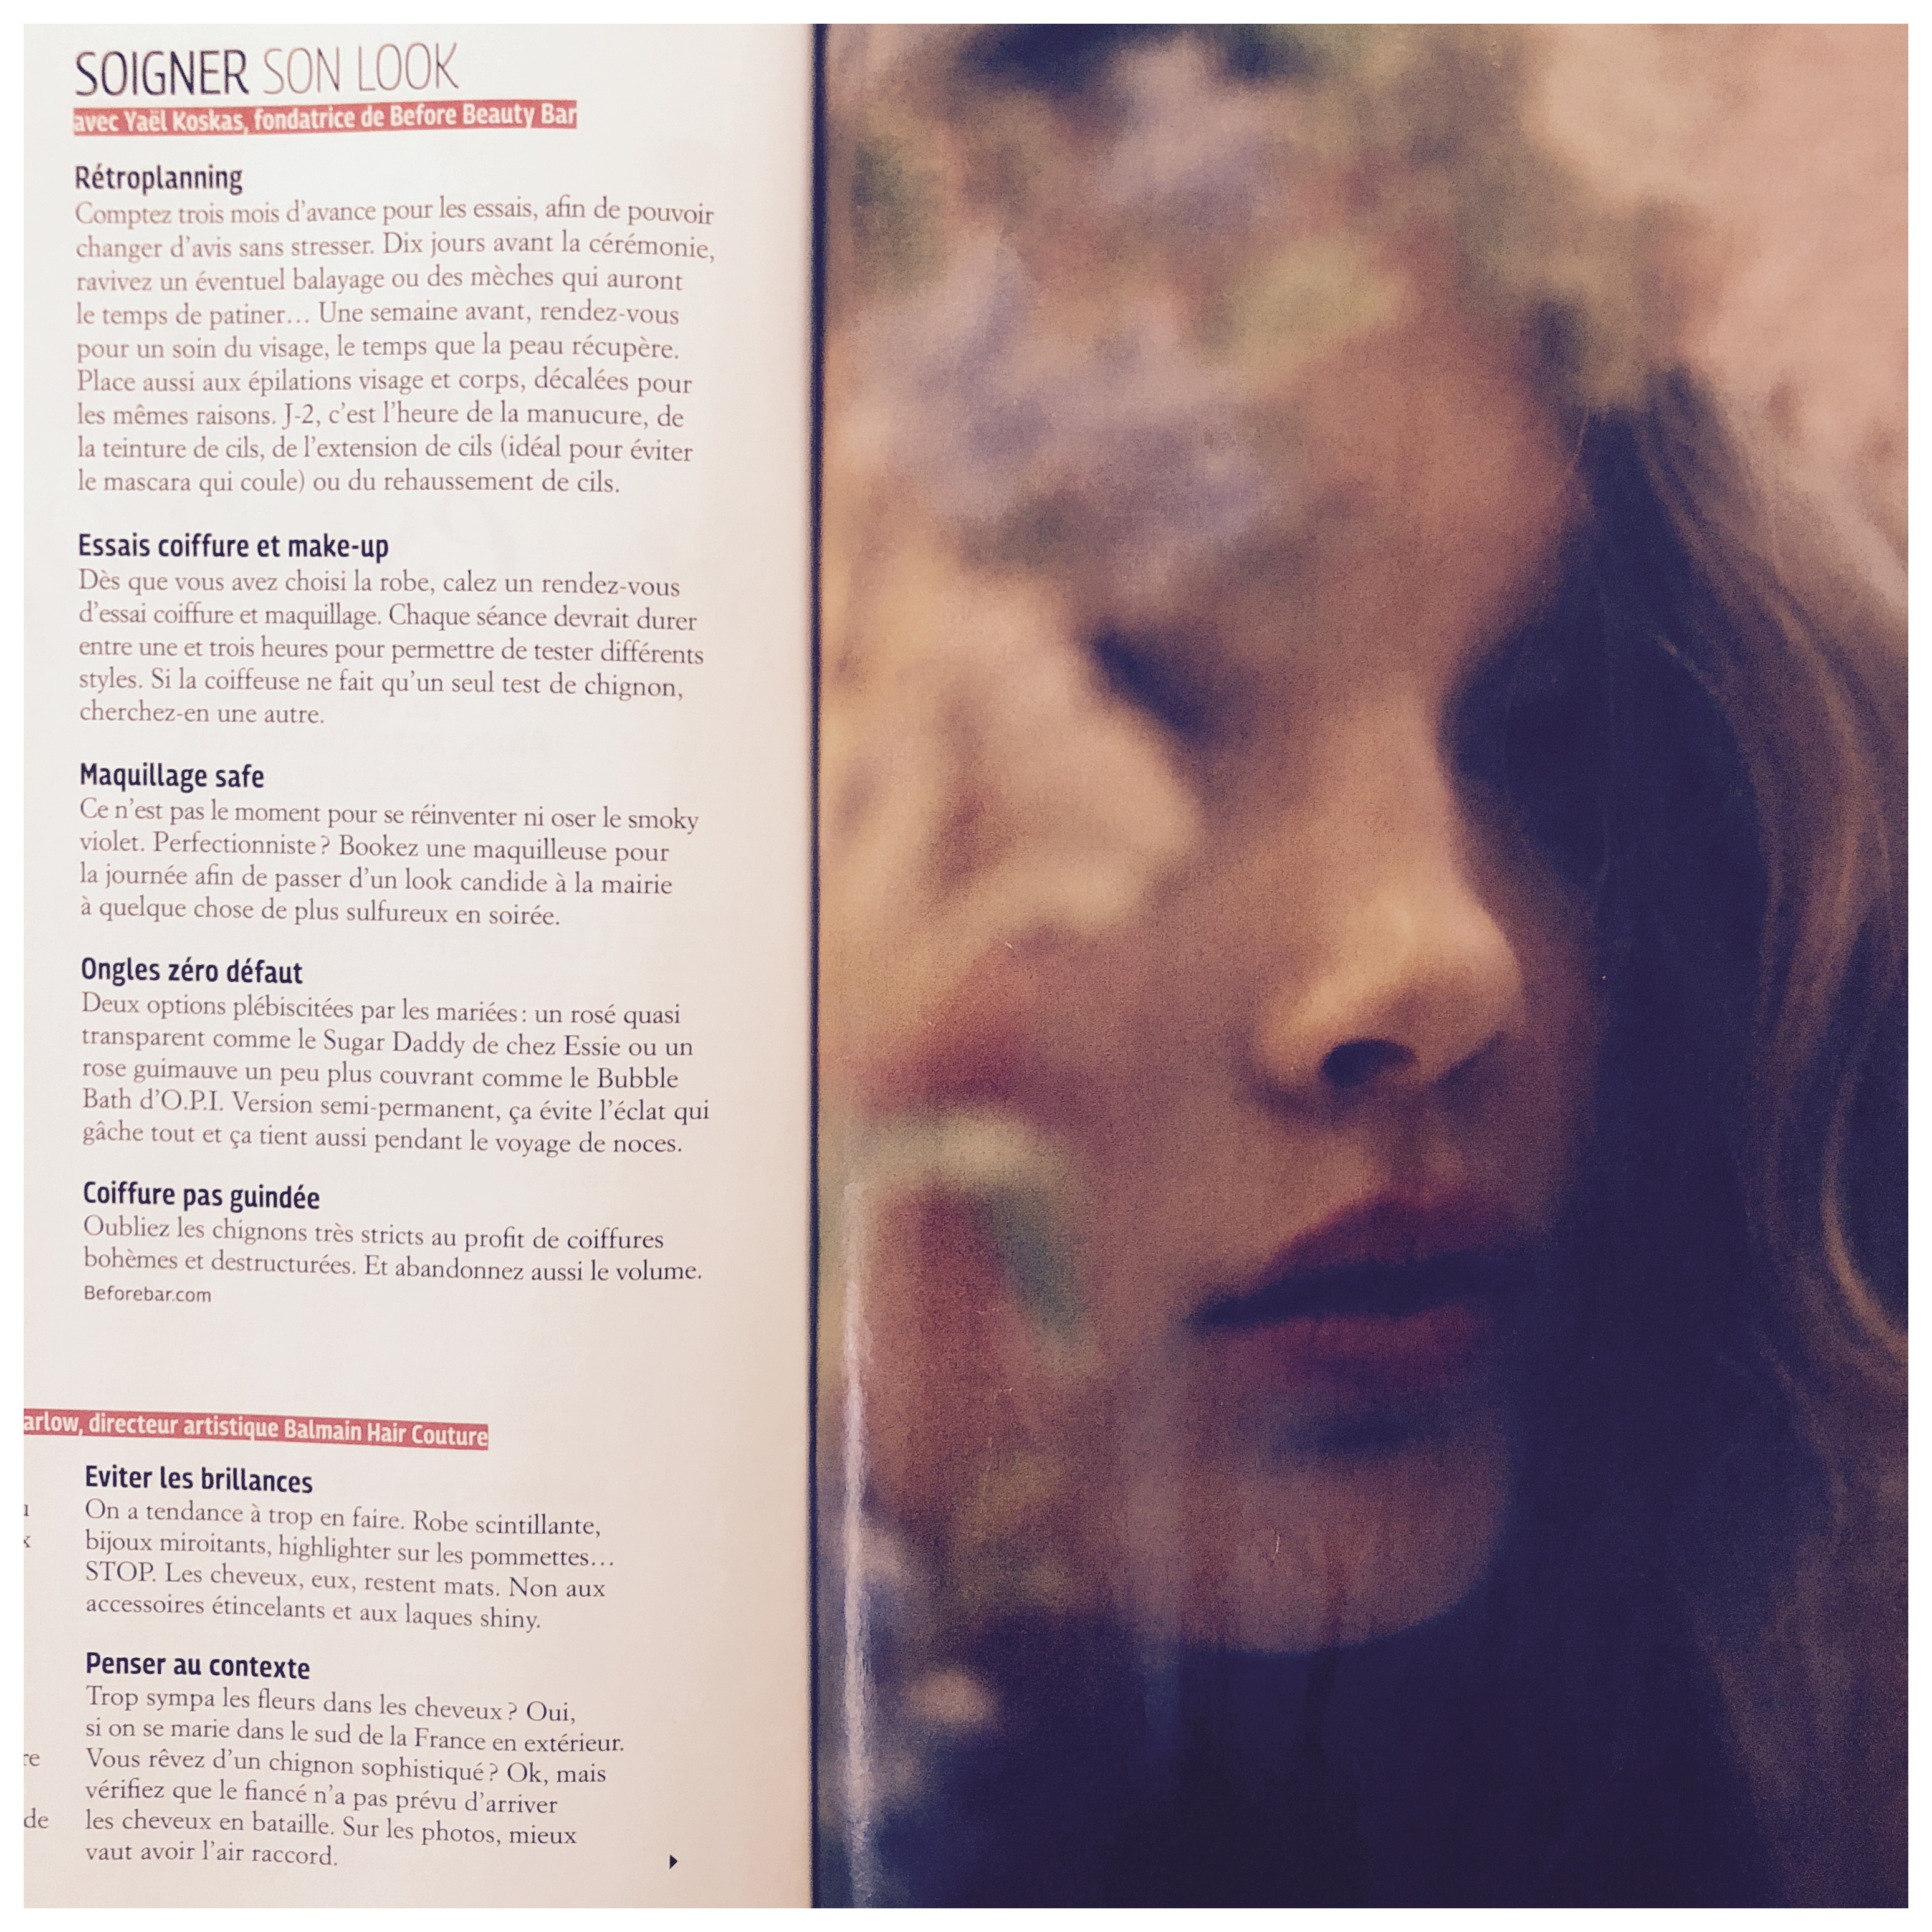 SOIGNER SON LOOK
avec Yaël Koskas, fondatrice de Before Beauty Bar
Rétroplanning
Comptez trois mois d'avance pour les essais, afin de pouvoir
changer d'avis sans stresser. Dix jours avant la cérémonie,
ravivez un éventuel balayage ou des mèches qui auront
le temps de patiner… Une semaine avant, rendez-vous
pour un soin du visage, le temps que la peau récupère.
Place aussi aux épilations visage et corps, décalées pour
les mêmes raisons. J-2, c'est l'heure de la manucure, de
la teinture de cils, de l'extension de cils (idéal pour éviter
le mascara qui coule) ou du rehaussement de cils.
Essais coiffure et make-up
Dès que vous avez choisi la robe, calez un rendez-vous
d'essai coiffure et maquillage. Chaque séance devrait durer
entre une et trois heures pour permettre de tester différents
styles. Si la coiffeuse ne fait qu'un seul test de chignon,
cherchez-en une autre.
Maquillage safe
Ce n'est pas le moment pour se réinventer ni oser le smoky
violet. Perfectionniste ? Bookez une maquilleuse pour
la journée afin de passer d'un look candide à la mairie
à quelque chose de plus sulfureux en soirée.
Ongles zéro défaut
Deux options plébiscitées par les mariées : un rosé quasi
transparent comme le Sugar Daddy de chez Essie ou un
rose guimauve un peu plus couvrant comme le Bubble
Bath d'O.P.I. Version semi-permanent, ça évite l'éclat qui
gâche tout et ça tient aussi pendant le voyage de noces.
Coiffure pas guindée
Oubliez les chignons très stricts au profit de coiffures
bohèmes et destructurées. Et abandonnez aussi le volume.
Beforebar.com
arlow, directeur artistique Balmain Hair Couture
Eviter les brillances
On a tendance à trop en faire. Robe scintillante,
bijoux miroitants, highlighter sur les pommettes…
STOP. Les cheveux, eux, restent mats. Non aux
accessoires étincelants et aux laques shiny.
Penser au contexte
Trop sympa les fleurs dans les cheveux ? Oui,
si on se marie dans le sud de la France en extérieur.
Vous rêvez d'un chignon sophistiqué ? Ok, mais
vérifiez que le fiancé n'a pas prévu d'arriver
les cheveux en bataille. Sur les photos, mieux
vaut avoir l'air raccord.